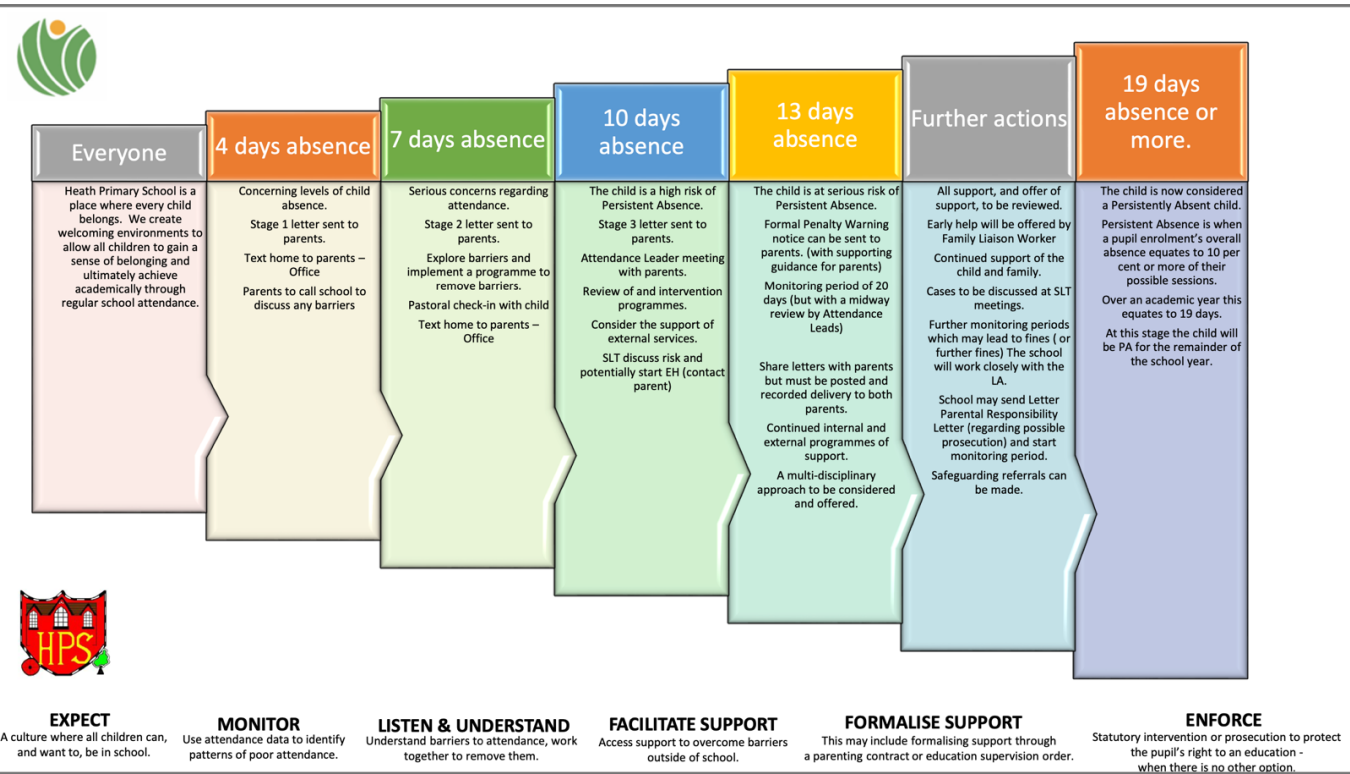 Everyone
Heath Primary School is a
place where every child
belongs. We create
welcoming environments to
allow all children to gain a
sense of belonging and
ultimately achieve
academically through
regular school attendance.
4 days absence
Concerning levels of child
absence.
Stage 1 letter sent to
parents.
Text home to parents –
Office
Parents to call school to
discuss any barriers
7 days absence
Serious concerns regarding
attendance.
Stage 2 letter sent to
parents.
Explore barriers and
implement a programme to
remove barriers.
Pastoral check-in with child
Text home to parents –
Office
10 days
absence
The child is a high risk of
Persistent Absence.
Stage 3 letter sent to
parents.
Attendance Leader meeting
with parents.
Review of and intervention
programmes.
Consider the support of
external services.
SLT discuss risk and
potentially start EH (contact
parent)
13 days
absence
The child is at serious risk of
Persistent Absence.
Formal Penalty Warning
notice can be sent to
parents. (with supporting
guidance for parents)
Monitoring period of 20
days (but with a midway
review by Attendance
Leads)
Share letters with parents
but must be posted and
recorded delivery to both
parents.
Continued internal and
external programmes of
support.
A multi-disciplinary
approach to be considered
and offered.
Further actions
All support, and offer of
support, to be reviewed.
Early help will be offered by
Family Liaison Worker
Continued support of the
child and family.
Cases to be discussed at SLT
meetings.
Further monitoring periods
which may lead to fines ( or
further fines) The school
will work closely with the
LA.
School may send Letter
Parental Responsibility
Letter (regarding possible
prosecution) and start
monitoring period.
Safeguarding referrals can
be made.
19 days
absence or
more.
The child is now considered
a Persistently Absent child.
Persistent Absence is when
a pupil enrolment's overall
absence equates to 10 per
cent or more of their
possible sessions.
Over an academic year this
equates to 19 days.
At this stage the child will
be PA for the remainder of
the school year.
HPS
EXPECT
A culture where all children can,
and want to, be in school.
MONITOR
Use attendance data to identify
patterns of poor attendance.
LISTEN & UNDERSTAND
Understand barriers to attendance, work
together to remove them.
FACILITATE SUPPORT
Access support to overcome barriers
outside of school.
FORMALISE SUPPORT
This may include formalising support through
a parenting contract or education supervision order.
ENFORCE
Statutory intervention or prosecution to protect
the pupil's right to an education -
when there is no other option.